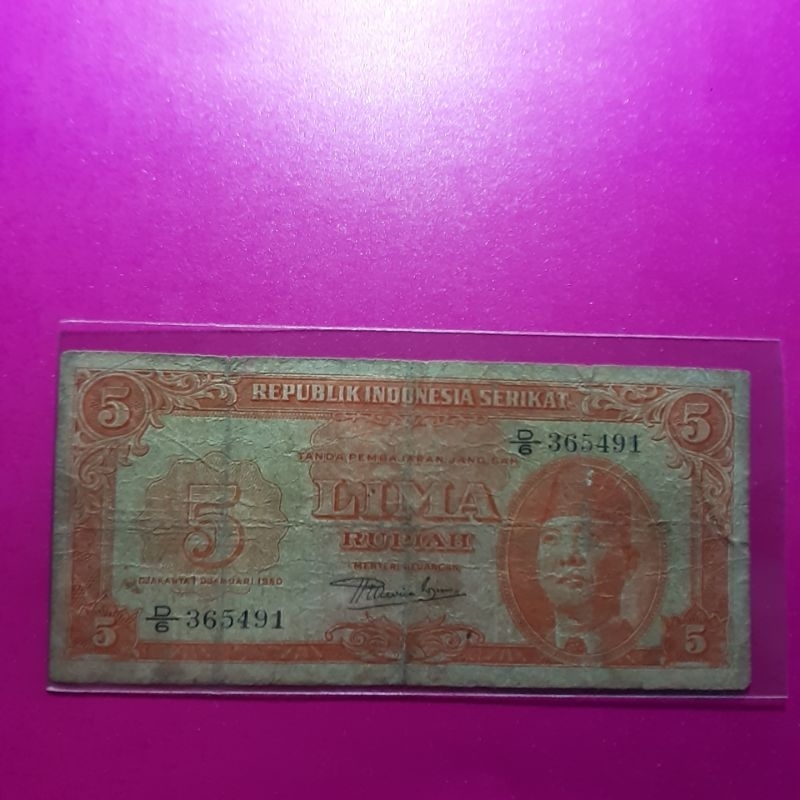 5
REPUBLIK INDONESIA SERIKAT
5
D/6 365491
TANDA PEMBAJARAN JANG SAH
5
LIMA
RUPIAH
MENTERI KEUANGAN
DJAKARTA 1 DJANUARI 1950
D/6 365491
5
5